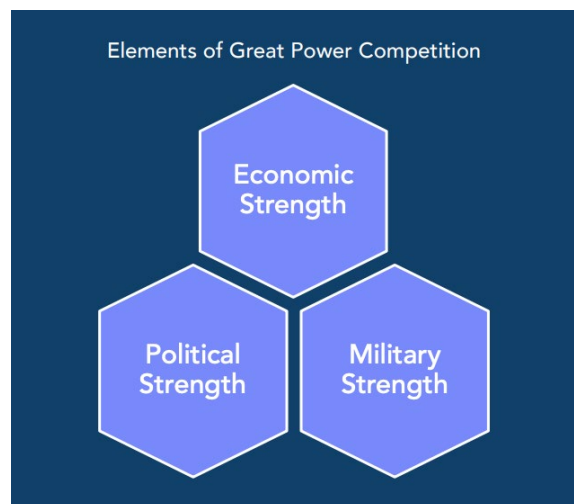 Elements of Great Power Competition
Economic
Strength
Political
Strength
Military
Strength